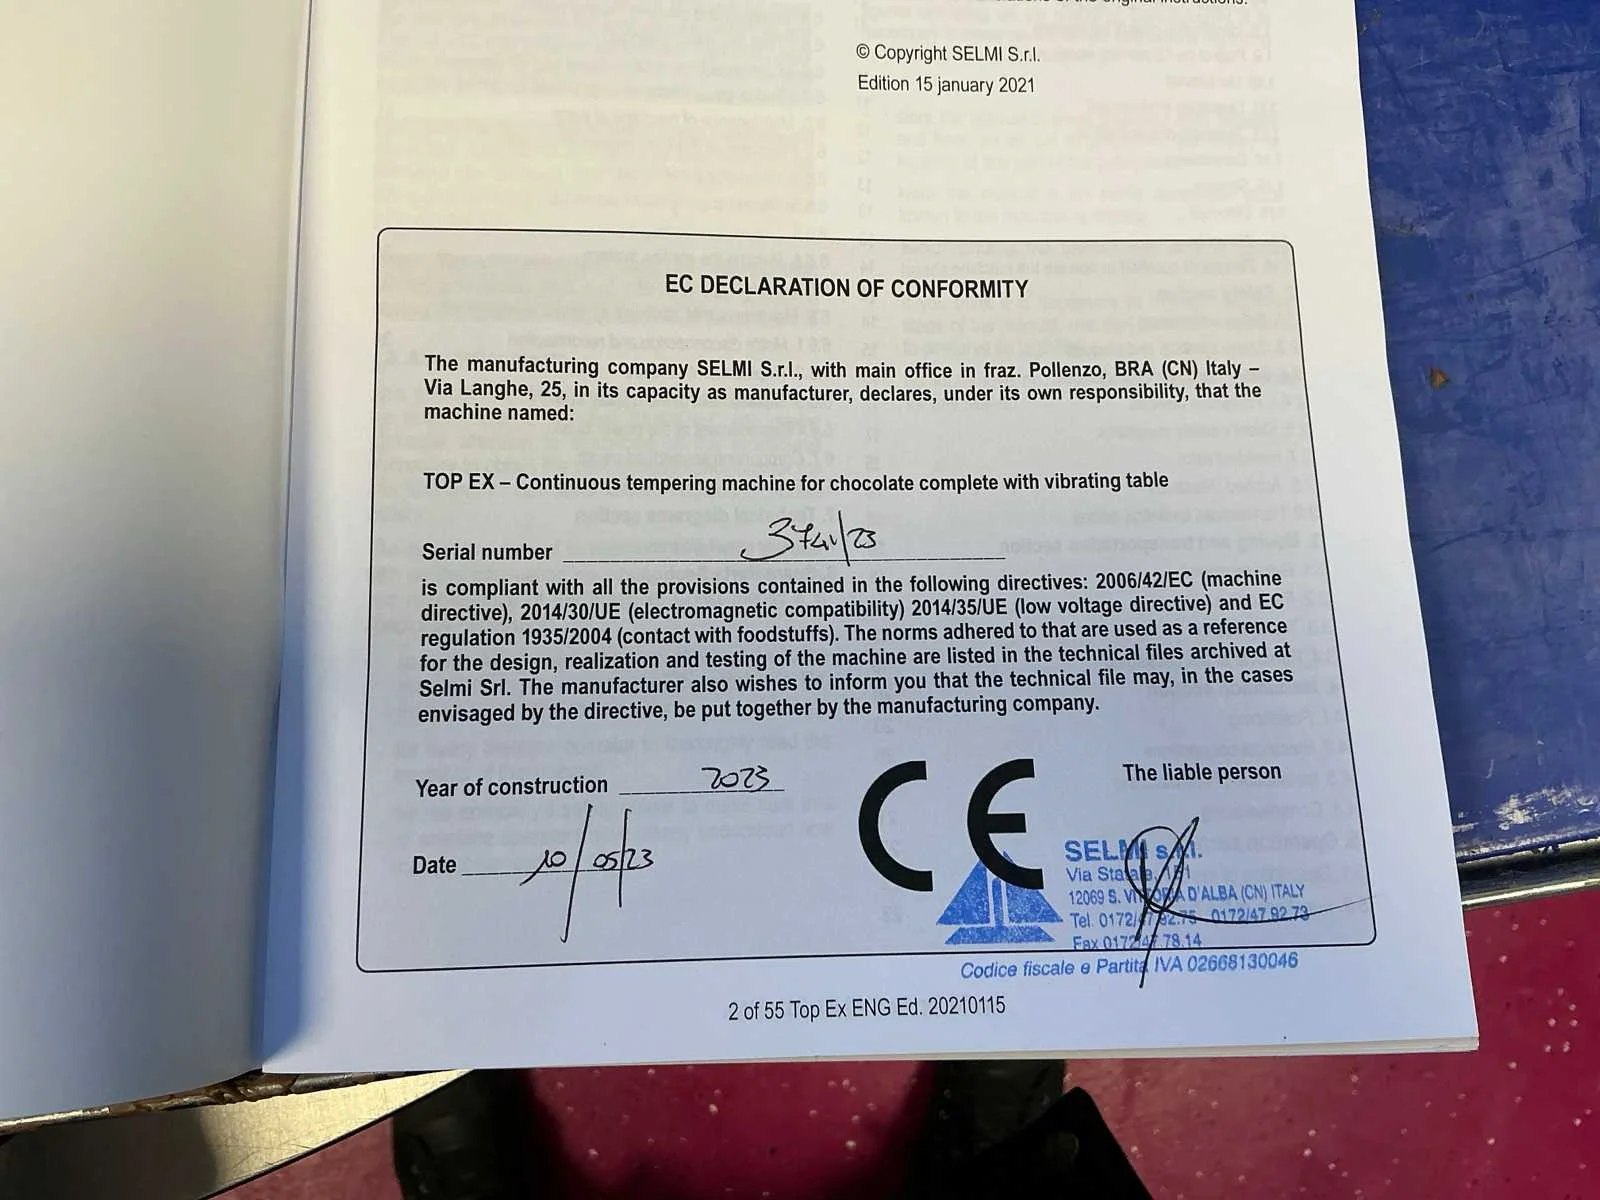 © Copyright SELMI S.r.l.
Edition 15 january 2021
EC DECLARATION OF CONFORMITY
The manufacturing company SELMI S.r.l., with main office in fraz. Pollenzo, BRA (CN) Italy –
Via Langhe, 25, in its capacity as manufacturer, declares, under its own responsibility, that the
machine named:
TOP EX – Continuous tempering machine for chocolate complete with vibrating table
Serial number
is compliant with all the provisions contained in the following directives: 2006/42/EC (machine
directive), 2014/30/UE (electromagnetic compatibility) 2014/35/UE (low voltage directive) and EC
regulation 1935/2004 (contact with foodstuffs). The norms adhered to that are used as a reference
for the design, realization and testing of the machine are listed in the technical files archived at
Selmi Srl. The manufacturer also wishes to inform you that the technical file may, in the cases
envisaged by the directive, be put together by the manufacturing company.
Year of construction 2023
CE
The liable person
Date 10/05/23
SELMI s.r.l.
Via Statale, 151
12069 S. VITTORIA D'ALBA (CN) ITALY
Tel. 0172/47.92.75 0172/47.92.73
Fax 0172/47.78.14
Codice fiscale e Partita IVA 02668130046
2 of 55 Top Ex ENG Ed. 20210115